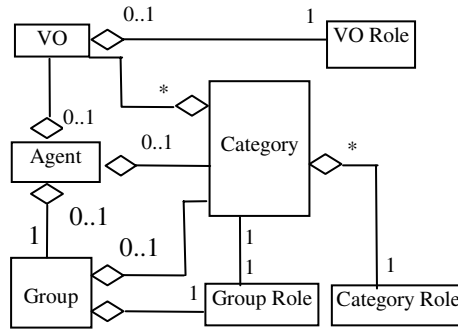 0..1
1
VO
VO Role
*
0..1
0..1
Category
*
Agent
0..1
1
0..1
1
1
1
1
Group
Group Role
Category Role